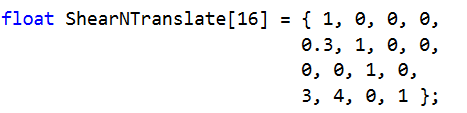 float ShearNTranslate[16] = { 1, 0, 0, 0,
0.3, 1, 0, 0,
0, 0, 1, 0,
3, 4, 0, 1 };